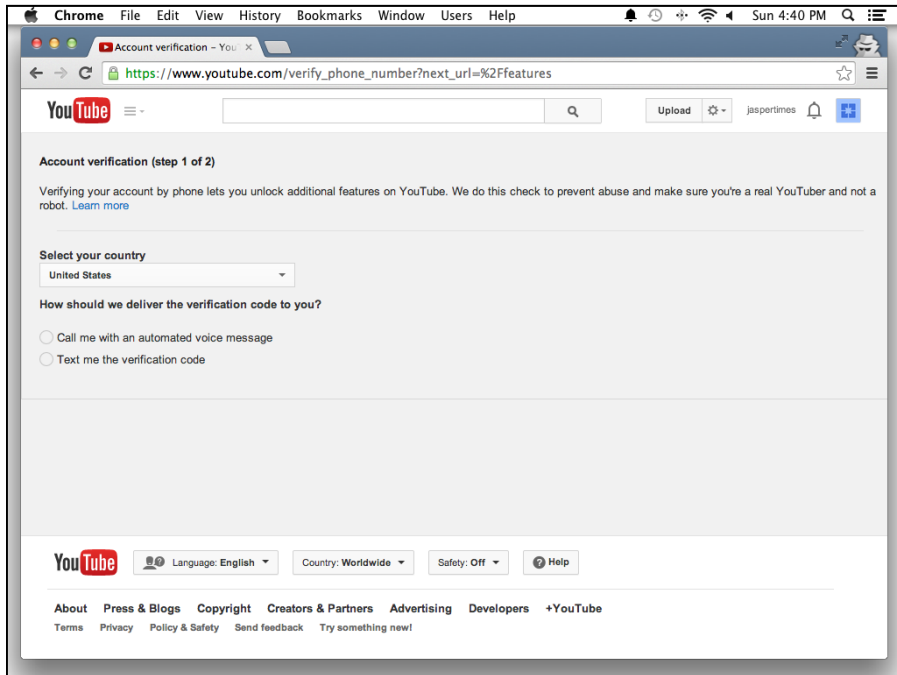 Chrome File Edit View History Bookmarks Window Users Help Sun 4:40 PM
Account verification – You
https://www.youtube.com/verify_phone_number?next_url=%2Ffeatures
YouTube Upload jaspertimes
Account verification (step 1 of 2)
Verifying your account by phone lets you unlock additional features on YouTube. We do this check to prevent abuse and make sure you're a real YouTuber and not a
robot. Learn more
Select your country
United States
How should we deliver the verification code to you?
Call me with an automated voice message
Text me the verification code
YouTube Language: English Country: Worldwide Safety: Off Help
About Press & Blogs Copyright Creators & Partners Advertising Developers +YouTube
Terms Privacy Policy & Safety Send feedback Try something new!